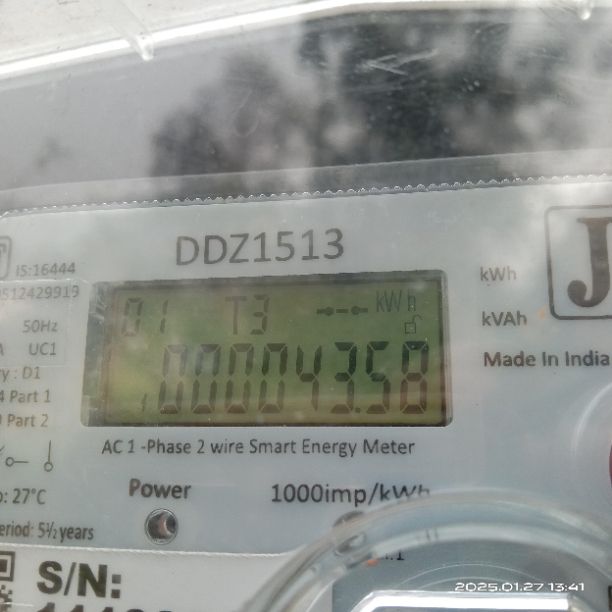 DDZ1513
IS:16444
512429919
50Hz
UC1
: D1
Part 1
Part 2
: 27°C
eriod: 5½ years
01 T3 kWh
00004358
kWh
kVAh
J
Made In India
AC 1 -Phase 2 wire Smart Energy Meter
Power
1000imp/kWh
S/N:
2025.01.27 13:41